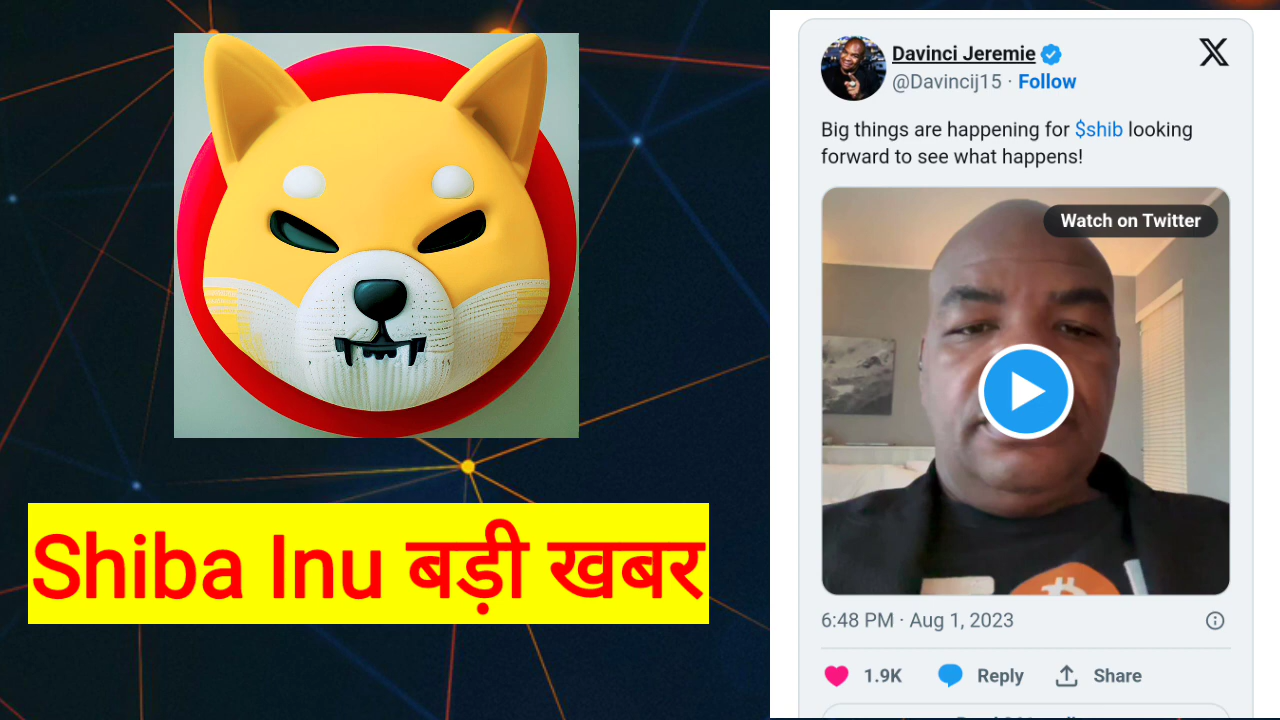 Shiba Inu बड़ी खबर
Davinci Jeremie
@Davincij15 · Follow
Big things are happening for $shib looking
forward to see what happens!
Watch on Twitter
6:48 PM · Aug 1, 2023
1.9K Reply Share